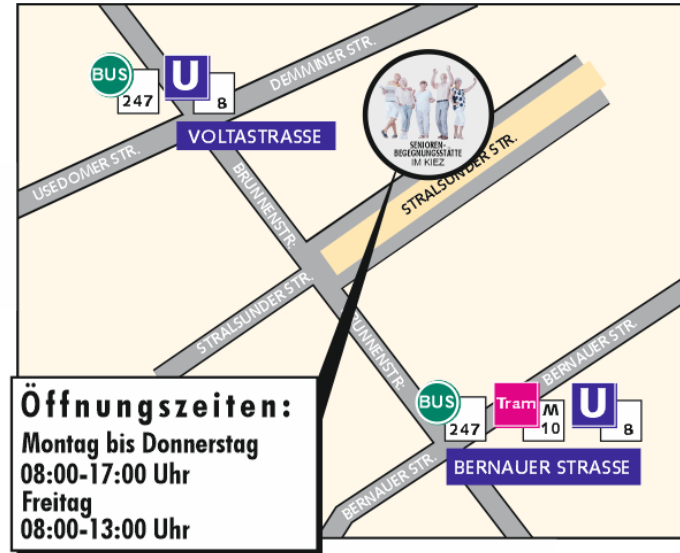 DEMMINER STR.
BUS
247
U
8
VOLTASTRASSE
USEDOMER STR.
BRUNNENSTR.
SENIOREN-
BEGEGNUNGSSTÄTTE
IM KIEZ
STRALSUNDER STR.
STRALSUNDER STR.
BRUNNENSTR.
BERNAUER STR.
BUS
247
Tram
M
10
U
8
BERNAUER STRASSE
BERNAUER STR.
Öffnungszeiten:
Montag bis Donnerstag
08:00-17:00 Uhr
Freitag
08:00-13:00 Uhr